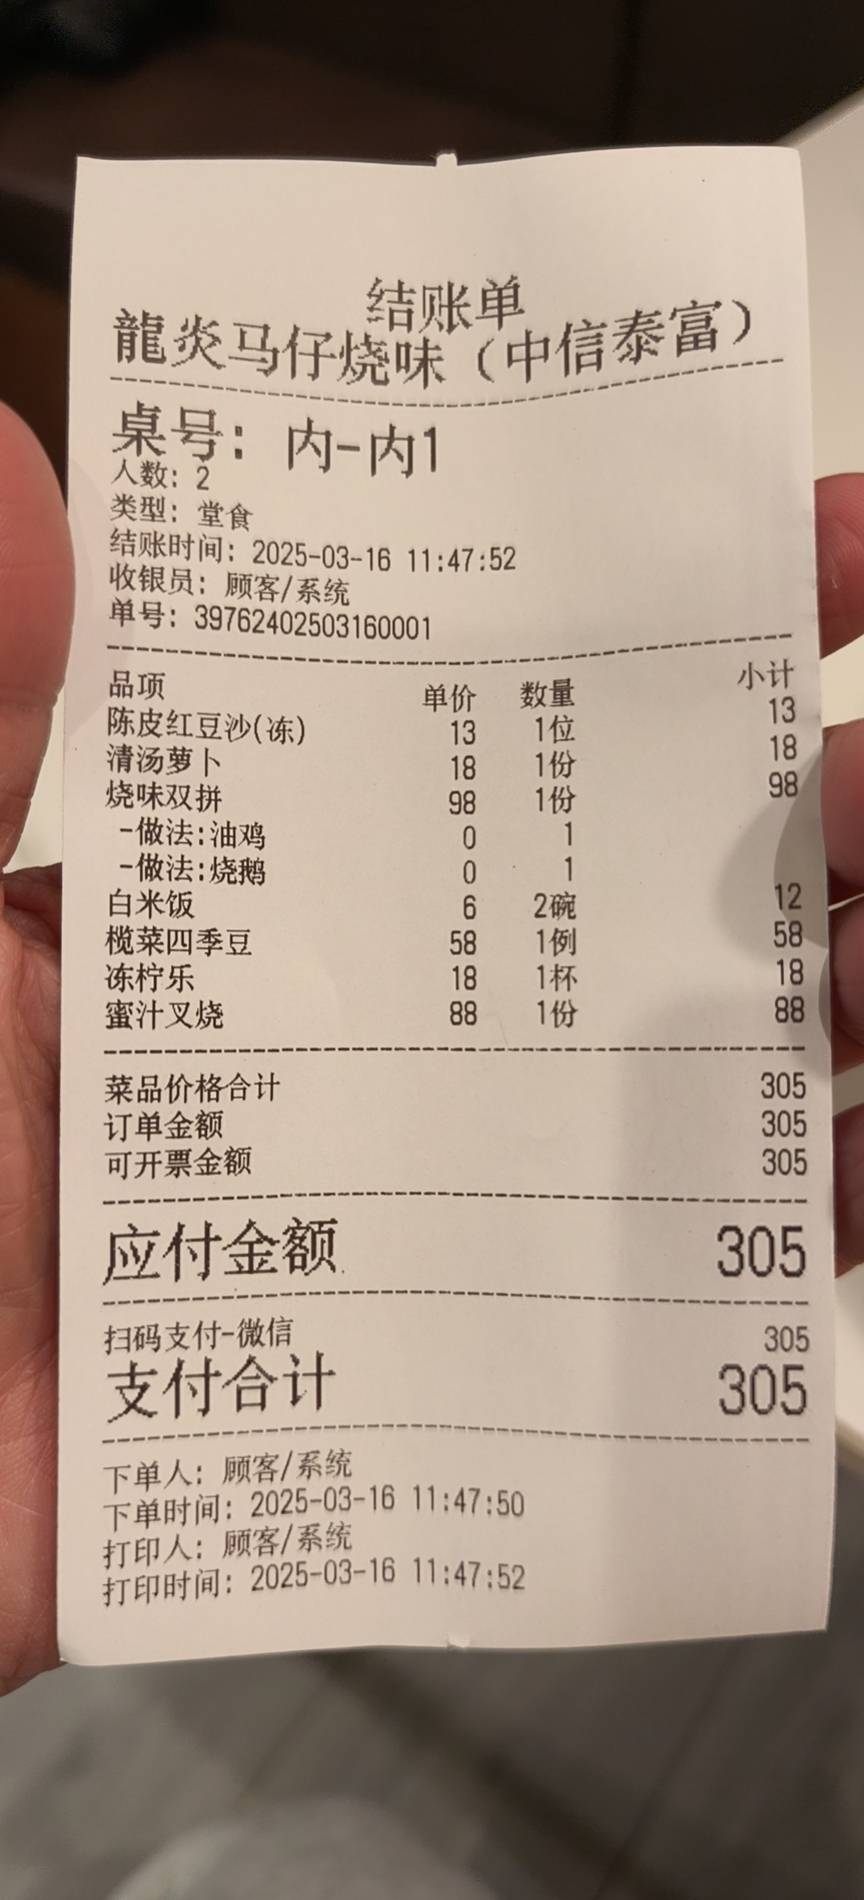 结账单
龍炎马仔烧味（中信泰富）
桌号：内-内1
人数：2
类型：堂食
结账时间：2025-03-16 11:47:52
收银员：顾客/系统
单号：39762402503160001
品项 单价 数量 小计
陈皮红豆沙(冻) 13 1位 13
清汤萝卜 18 1份 18
烧味双拼 98 1份 98
-做法:油鸡 0 1
-做法:烧鹅 0 1
白米饭 6 2碗 12
榄菜四季豆 58 1例 58
冻柠乐 18 1杯 18
蜜汁叉烧 88 1份 88
菜品价格合计 305
订单金额 305
可开票金额 305
应付金额 305
扫码支付-微信 305
支付合计 305
下单人：顾客/系统
下单时间：2025-03-16 11:47:50
打印人：顾客/系统
打印时间：2025-03-16 11:47:52